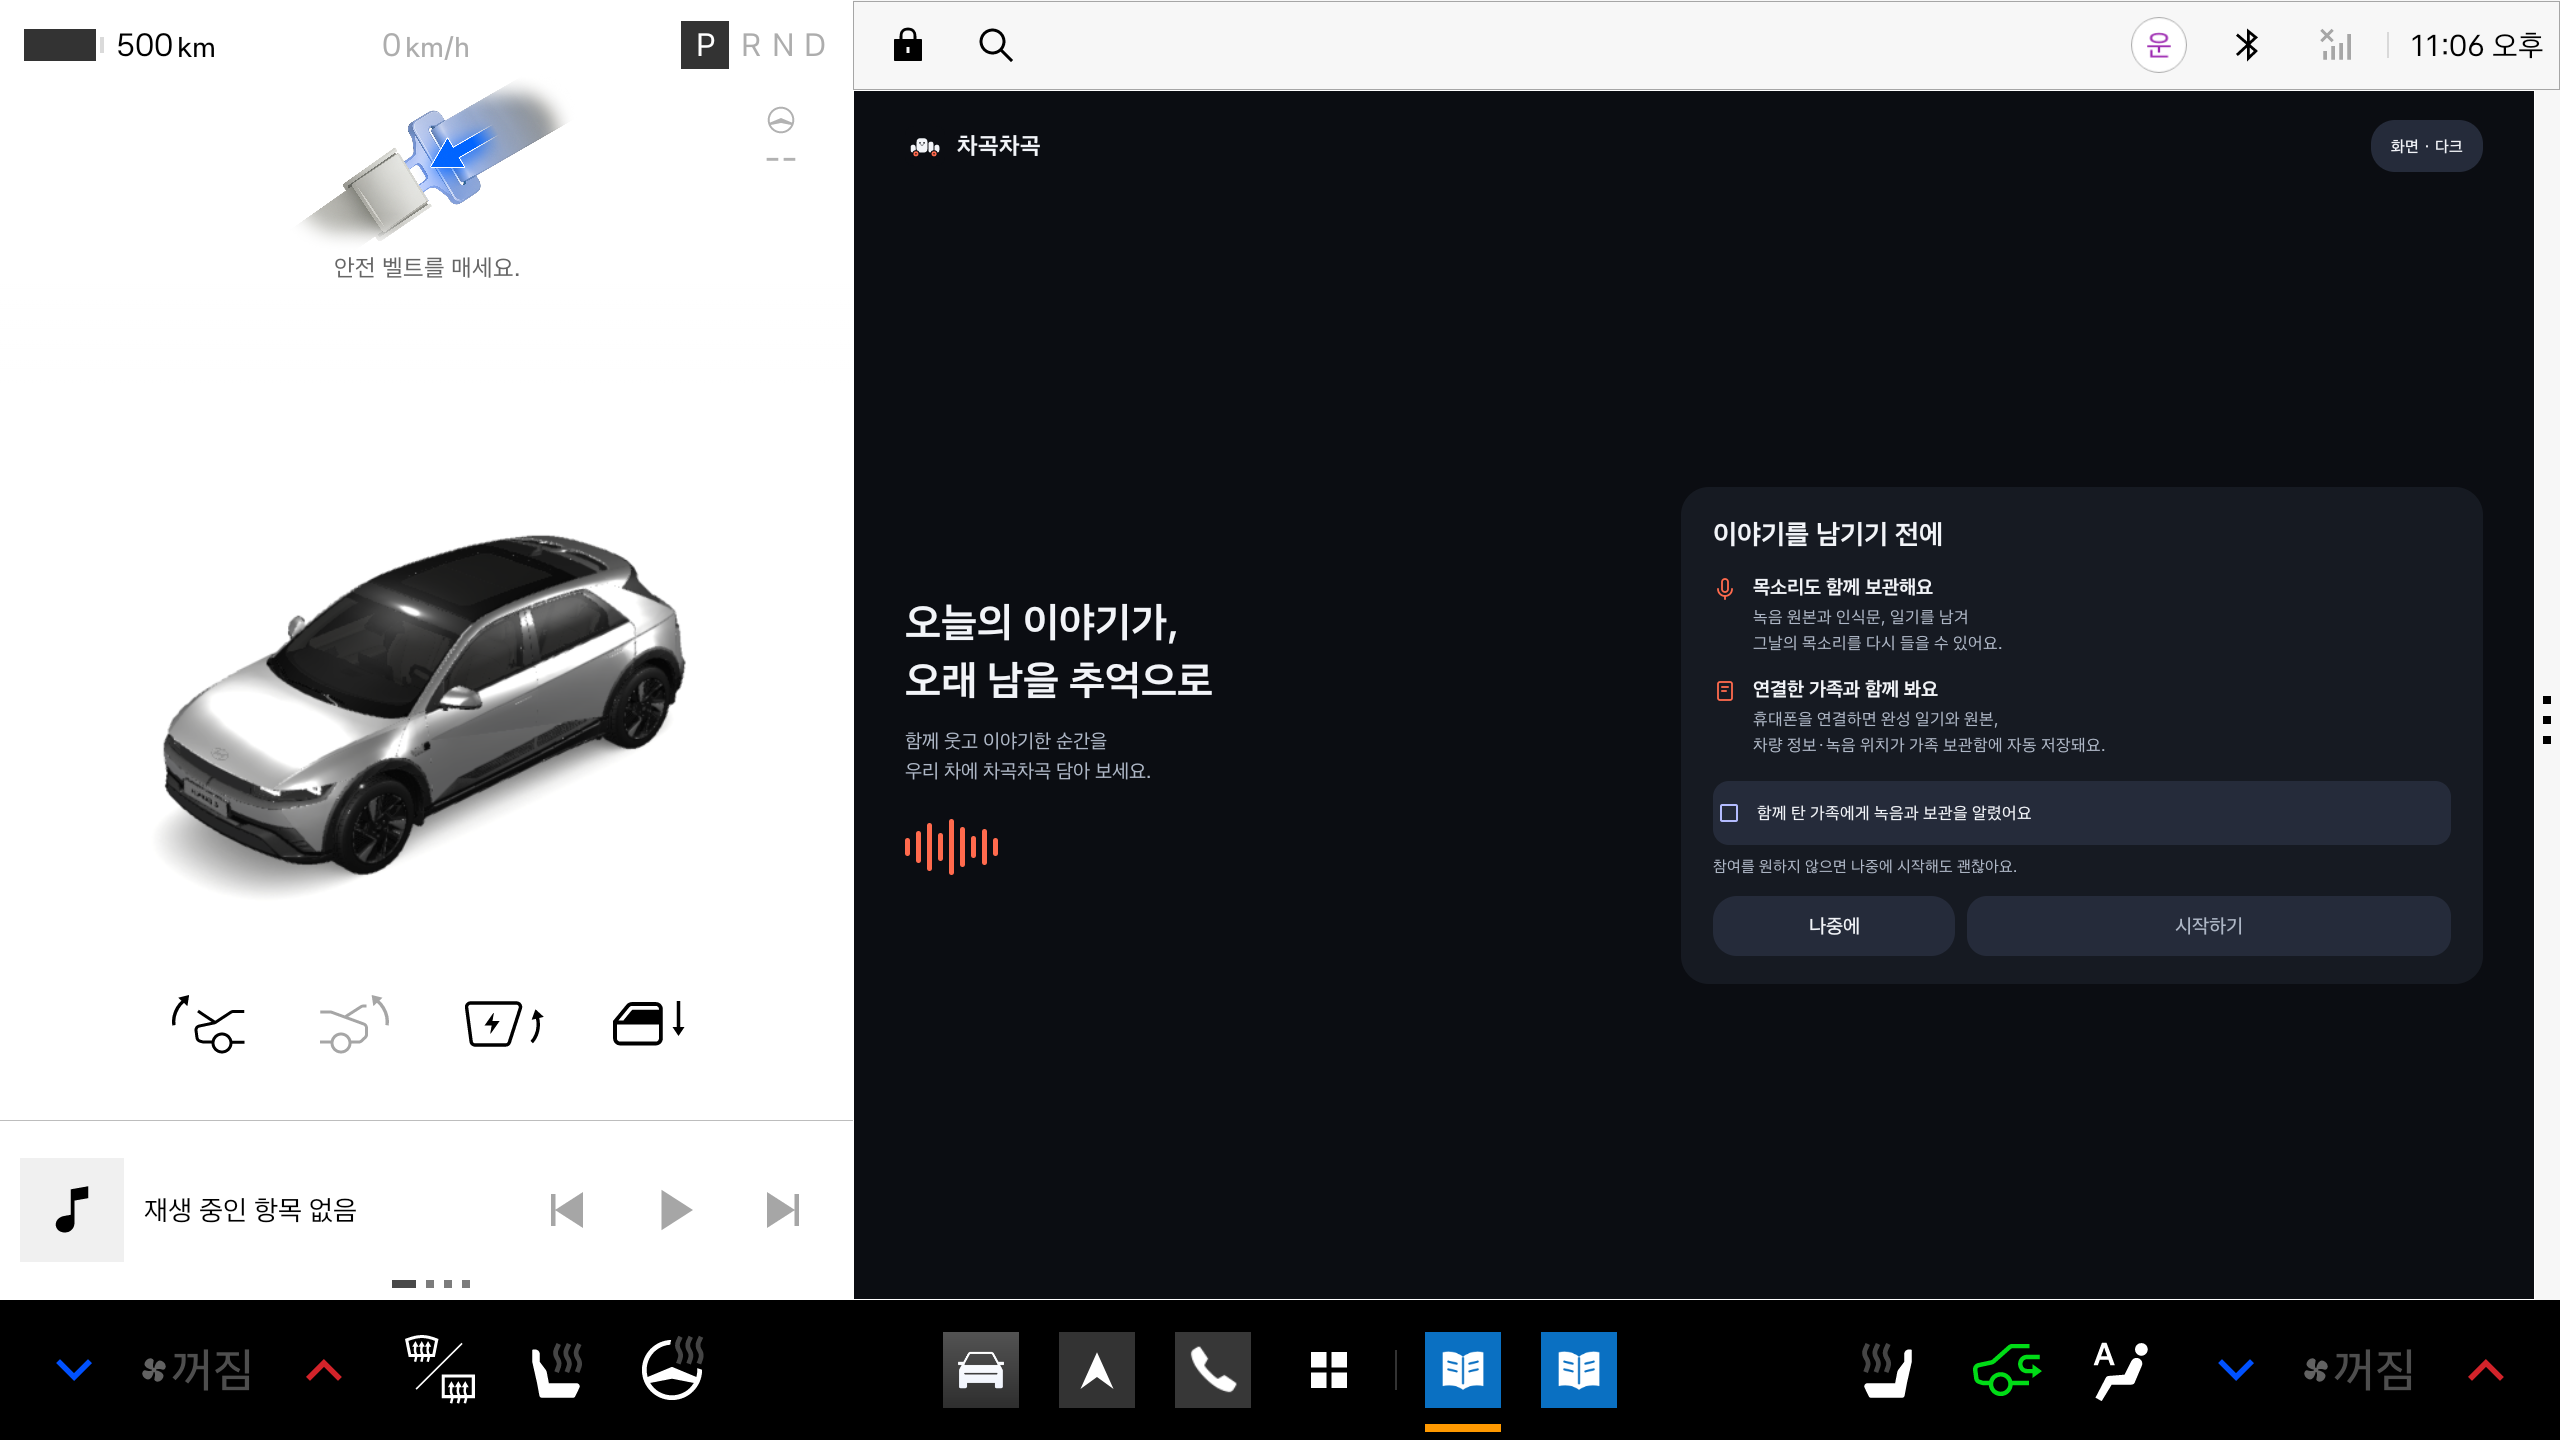 500 km
0 km/h
P R N D
운
11:06 오후
안전 벨트를 매세요.
차곡차곡
화면 · 다크
오늘의 이야기가,
오래 남을 추억으로
함께 웃고 이야기한 순간을
우리 차에 차곡차곡 담아 보세요.
이야기를 남기기 전에
목소리도 함께 보관해요
녹음 원본과 인식문, 일기를 남겨
그날의 목소리를 다시 들을 수 있어요.
연결한 가족과 함께 봐요
휴대폰을 연결하면 완성 일기와 원본,
차량 정보·녹음 위치가 가족 보관함에 자동 저장돼요.
함께 탄 가족에게 녹음과 보관을 알렸어요
참여를 원하지 않으면 나중에 시작해도 괜찮아요.
나중에
시작하기
재생 중인 항목 없음
꺼짐
A
꺼짐